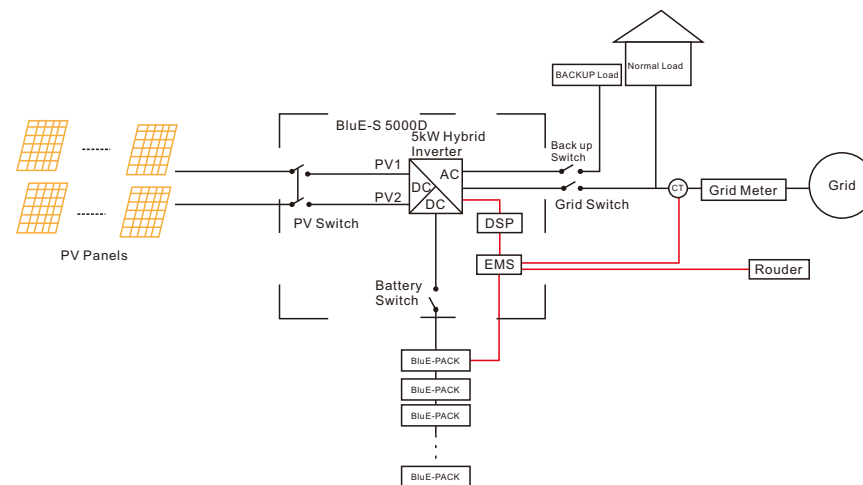 BACKUP Load
Normal Load
BluE-S 5000D
5kW Hybrid
Inverter
Back up
Switch
PV1
AC
DC
CT
Grid Meter
Grid
PV2
DC
PV Switch
Grid Switch
DSP
PV Panels
EMS
Rouder
Battery
Switch
BluE-PACK
BluE-PACK
BluE-PACK
BluE-PACK